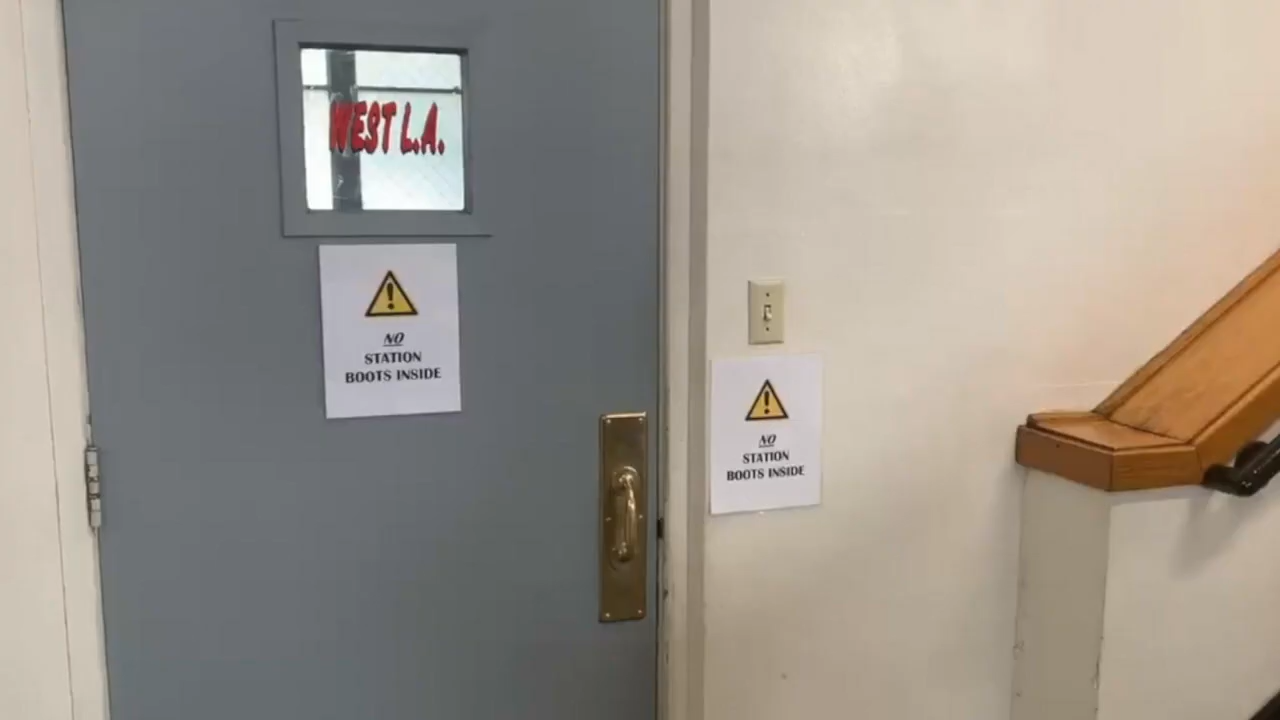 WEST L.A.
NO
STATION
BOOTS INSIDE
NO
STATION
BOOTS INSIDE